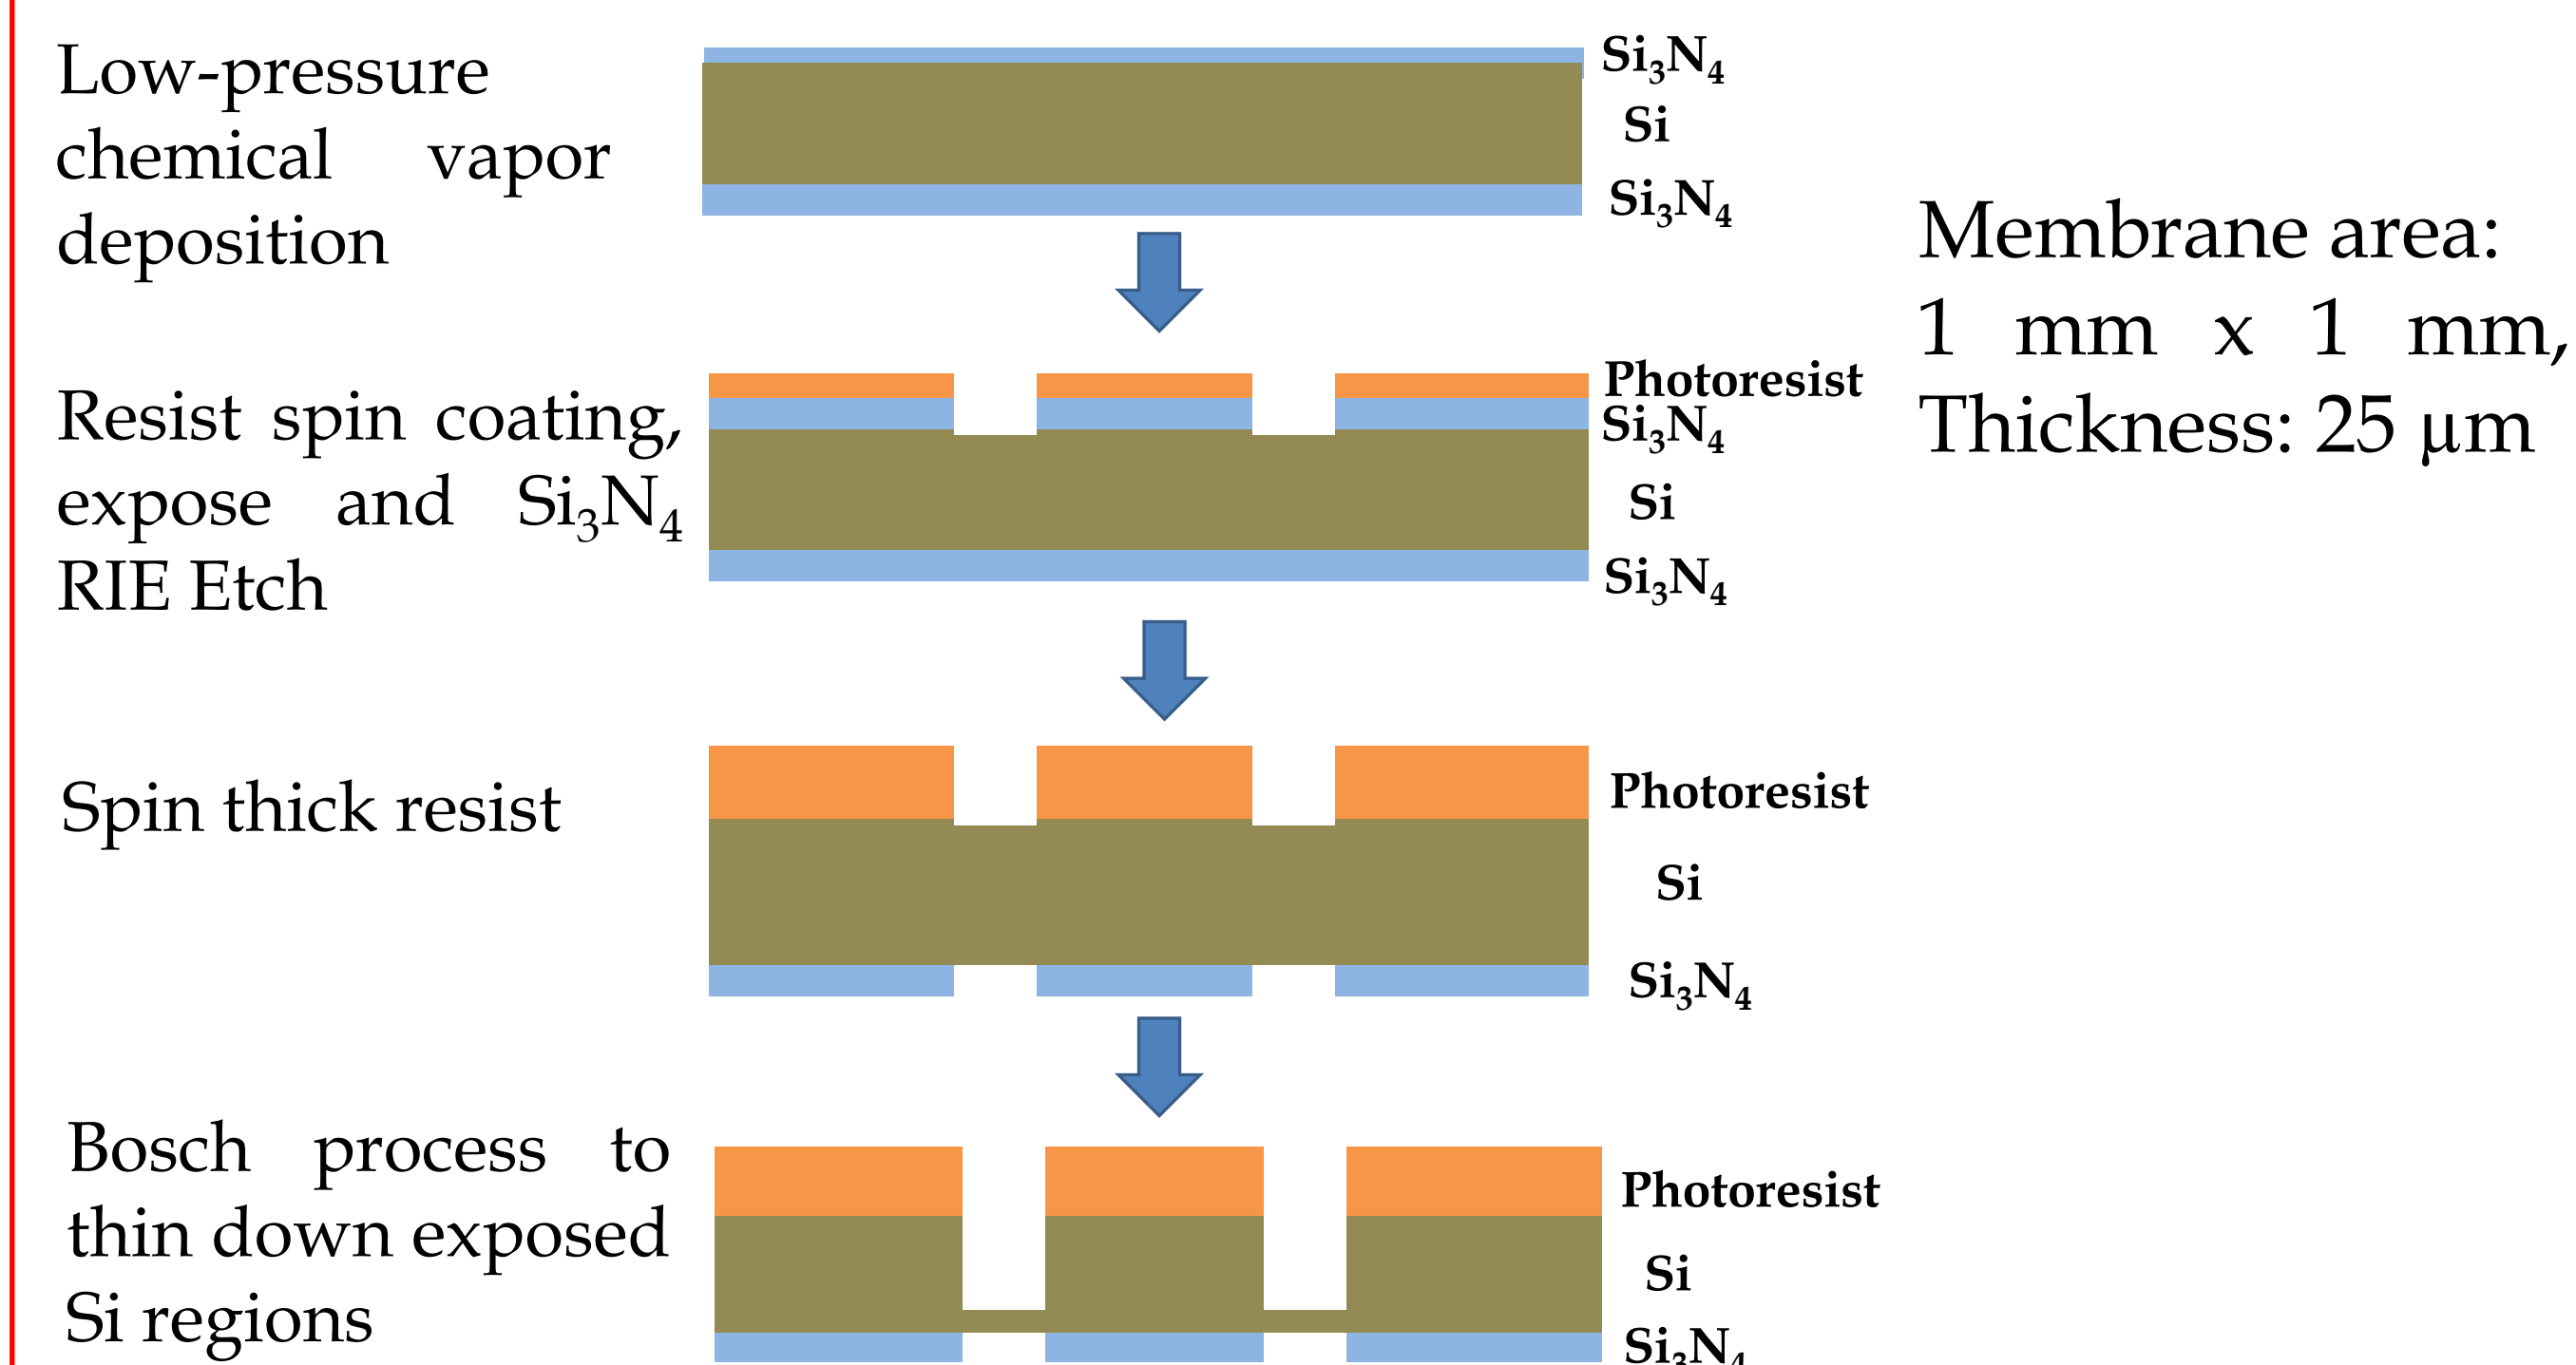 Low-pressure
chemical vapor
deposition
Si₃N₄
Si
Si₃N₄
Membrane area:
1 mm x 1 mm,
Thickness: 25 µm
Resist spin coating,
expose and Si₃N₄
RIE Etch
Photoresist
Si₃N₄
Si
Si₃N₄
Spin thick resist
Photoresist
Si
Si₃N₄
Bosch process to
thin down exposed
Si regions
Photoresist
Si
Si₃N₄